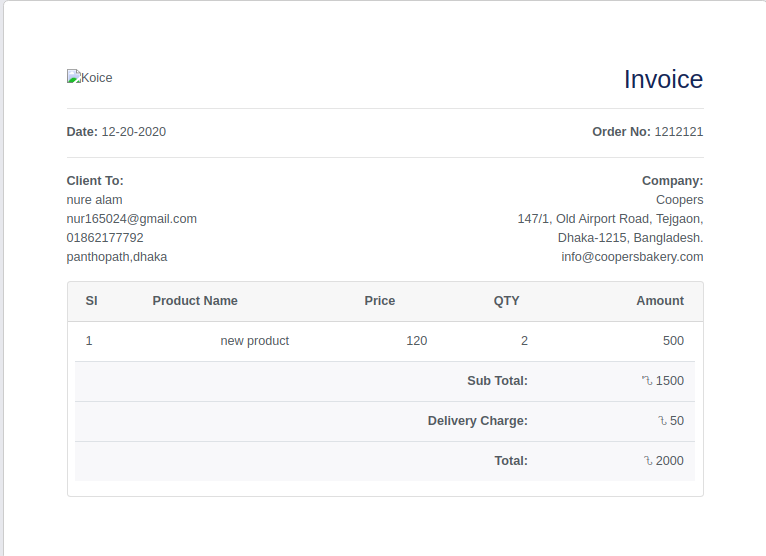 Koice
Invoice
Date: 12-20-2020
Order No: 1212121
Client To:
nure alam
nur165024@gmail.com
01862177792
panthopath,dhaka
Company:
Coopers
147/1, Old Airport Road, Tejgaon,
Dhaka-1215, Bangladesh.
info@coopersbakery.com
Sl Product Name Price QTY Amount
1 new product 120 2 500
Sub Total: ৳ 1500
Delivery Charge: ৳ 50
Total: ৳ 2000